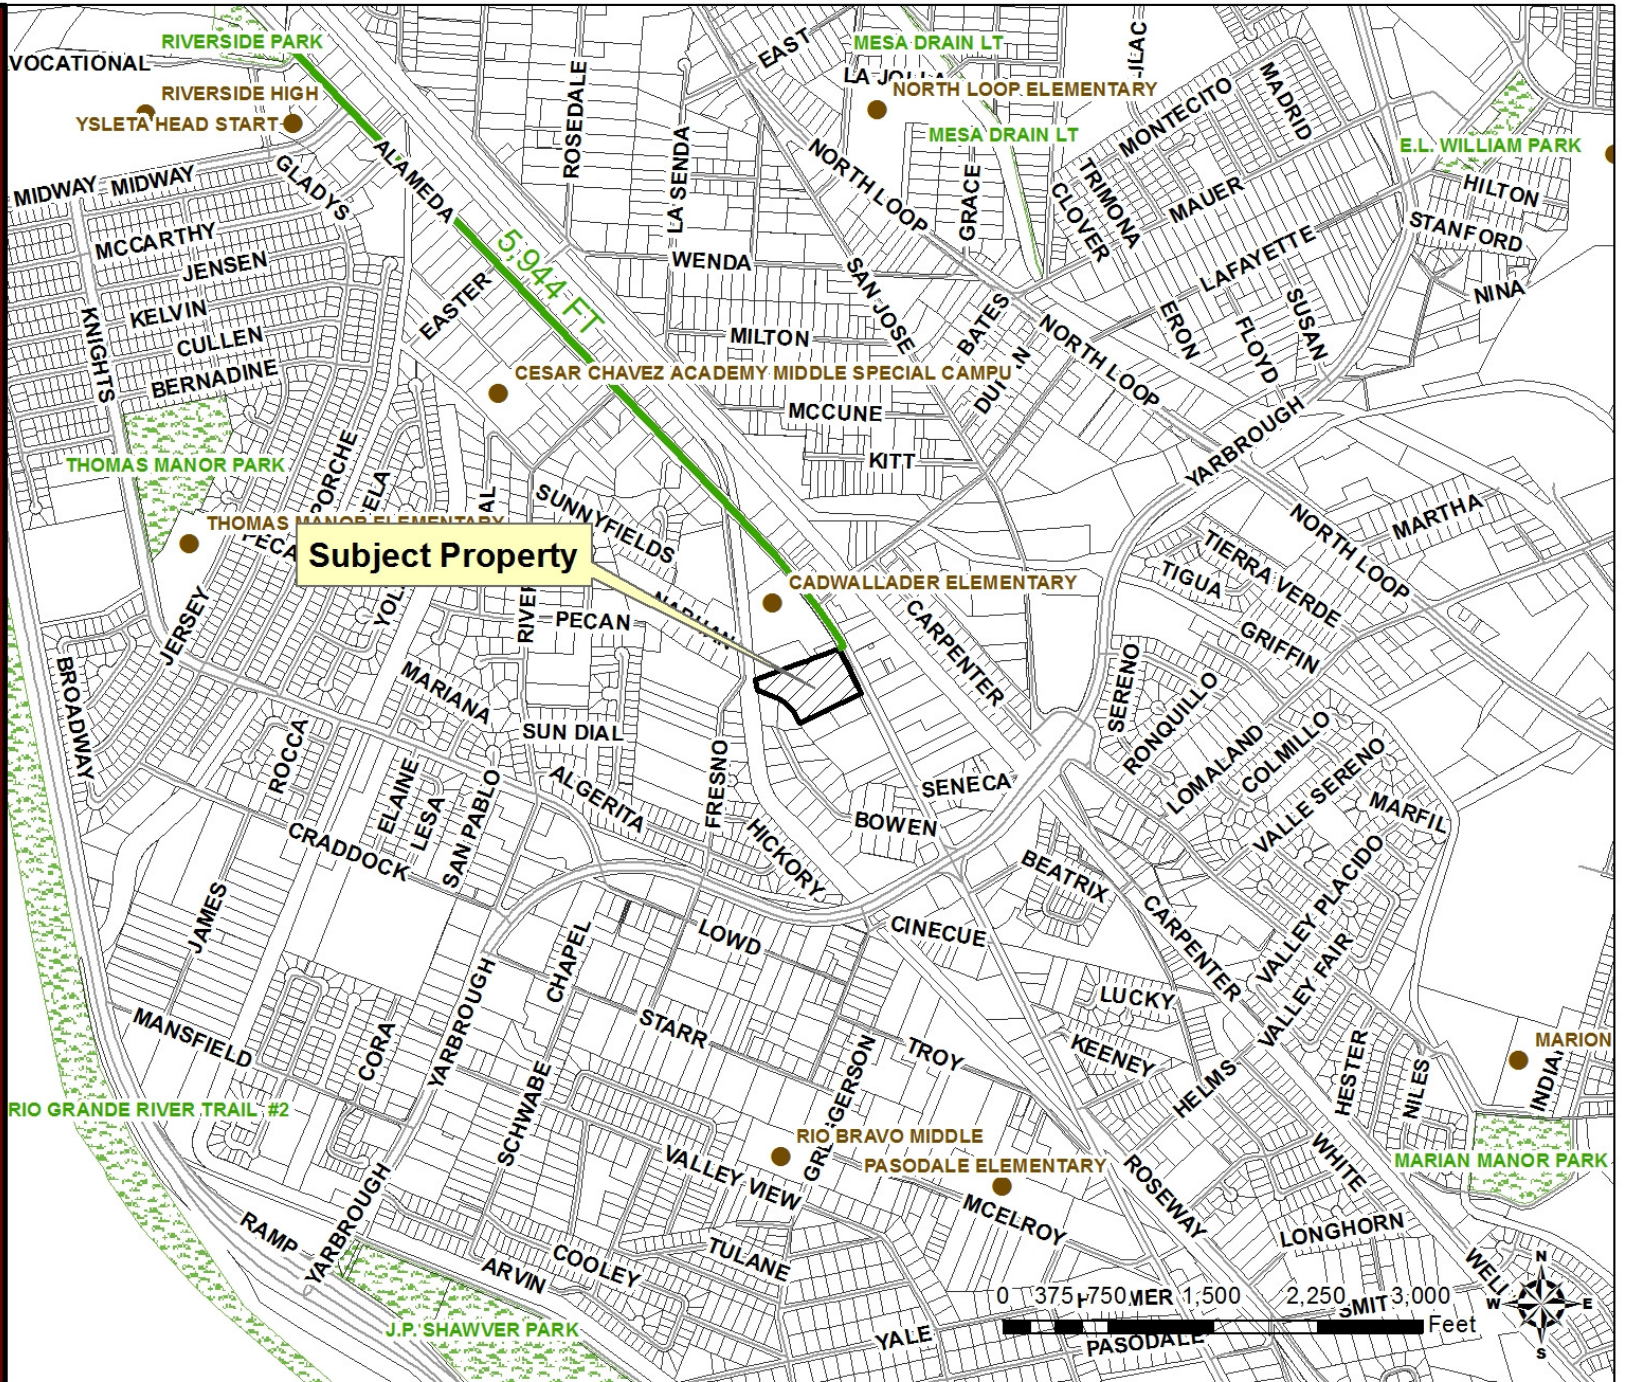 RIVERSIDE PARK
VOCATIONAL
RIVERSIDE HIGH
YSLETA HEAD START
ALAMEDA
GLADYS
MIDWAY
MIDWAY
MCCARTHY
JENSEN
KELVIN
CULLEN
BERNADINE
KNIGHTS
EASTER
5,944 FT
ROSEDALE
LA SENDA
EAST
MESA DRAIN LT
LA JOLLA
NORTH LOOP ELEMENTARY
MESA DRAIN LT
NORTH LOOP
GRACE
MONTECITO
MADRID
TRIMONA
CLOVER
MAUER
E.L. WILLIAM PARK
HILTON
STANFORD
NINA
LAFAYETTE
SUSAN
FLOYD
ERON
WENDA
SAN JOSE
MILTON
BATES
NORTH LOOP
CESAR CHAVEZ ACADEMY MIDDLE SPECIAL CAMPU
MCCUNE
KITT
YARBROUGH
THOMAS MANOR PARK
PORCHE
THOMAS MANOR ELEMENTARY
Subject Property
SUNNYFIELDS
CADWALLADER ELEMENTARY
NORTH LOOP
MARTHA
TIERRA VERDE
TIGUA
GRIFFIN
CARPENTER
JERSEY
PECAN
BROADWAY
MARIANA
SUN DIAL
ROCCA
ELAINE
LESA
SAN PABLO
ALGERITA
FRESNO
HICKORY
BOWEN
SENECA
SERENO
RONQUILLO
LOMALAND
COLMILLO
VALLE SERENO
MARFIL
CRADDOCK
BEATRIX
VALLEY PLACIDO
JAMES
CHAPEL
LOWD
CINECUE
CARPENTER
VALLEY FAIR
YARBROUGH
MANSFIELD
CORA
STARR
LUCKY
TROY
KEENEY
HELMS
HESTER
NILES
MARION
INDIA
RIO GRANDE RIVER TRAIL #2
SCHWABE
GREGGERSON
RIO BRAVO MIDDLE
PASODALE ELEMENTARY
VALLEY VIEW
MCELROY
ROSEWAY
WHITE
MARIAN MANOR PARK
LONGHORN
RAMP
YARBROUGH
ARVIN
COOLEY
TULANE
J.P. SHAWVER PARK
YALE
PASODALE
0 375 750 1,500 2,250 3,000
Feet
N
W
E
S